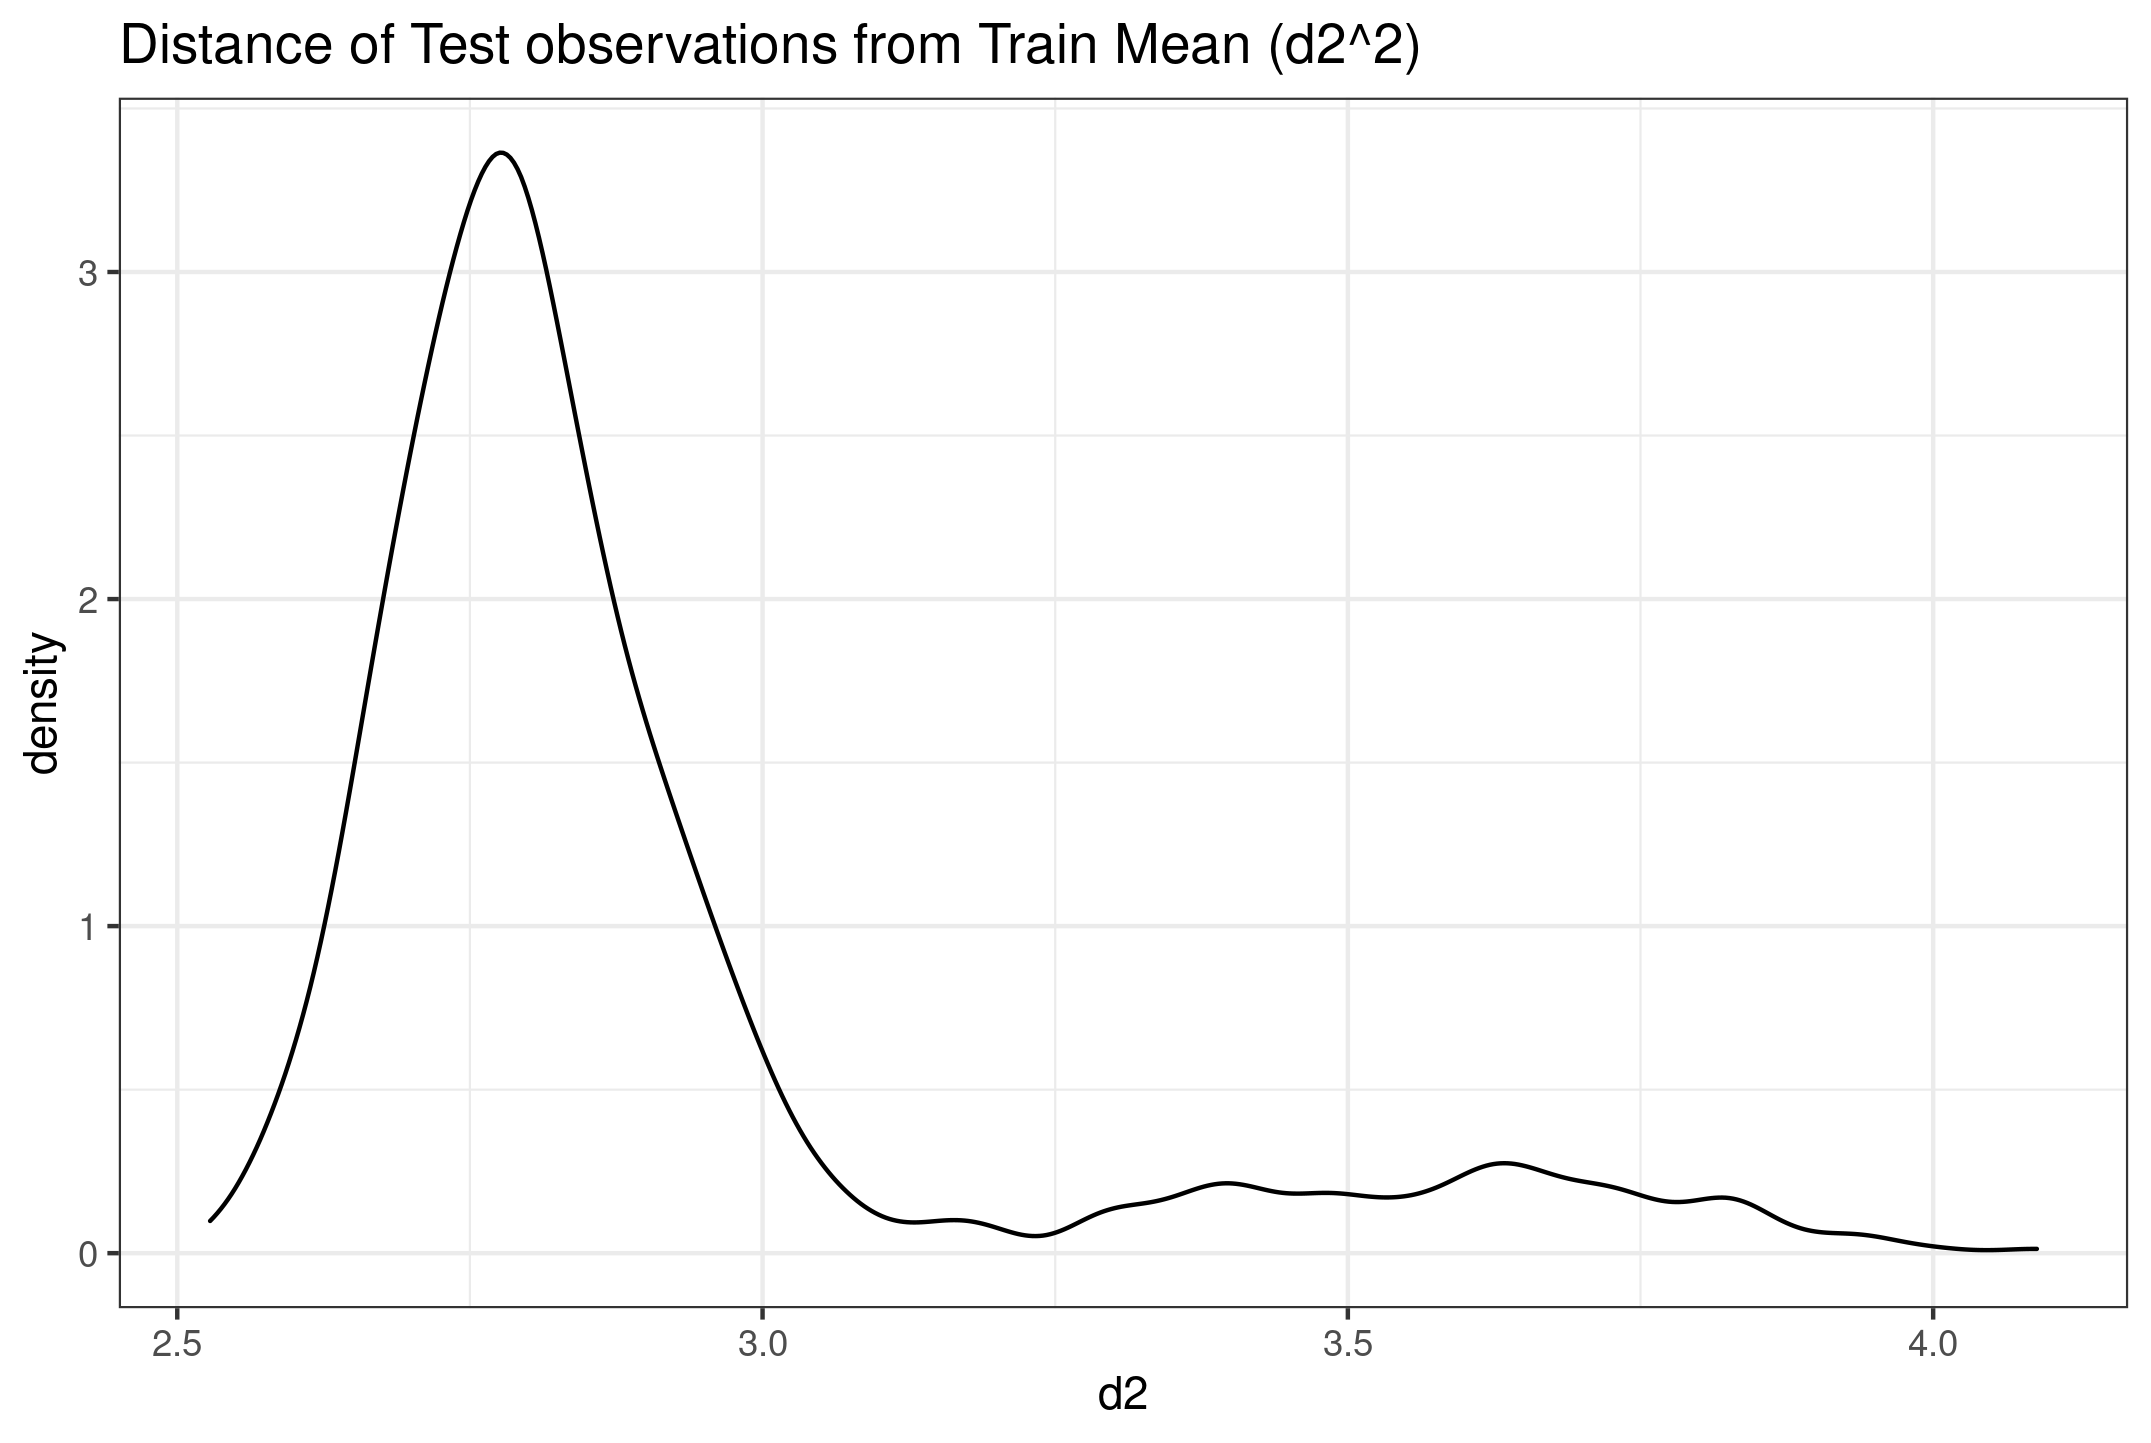 Distance of Test observations from Train Mean (d2^2)
density
3
2
1
0
2.5 3.0 3.5 4.0
d2